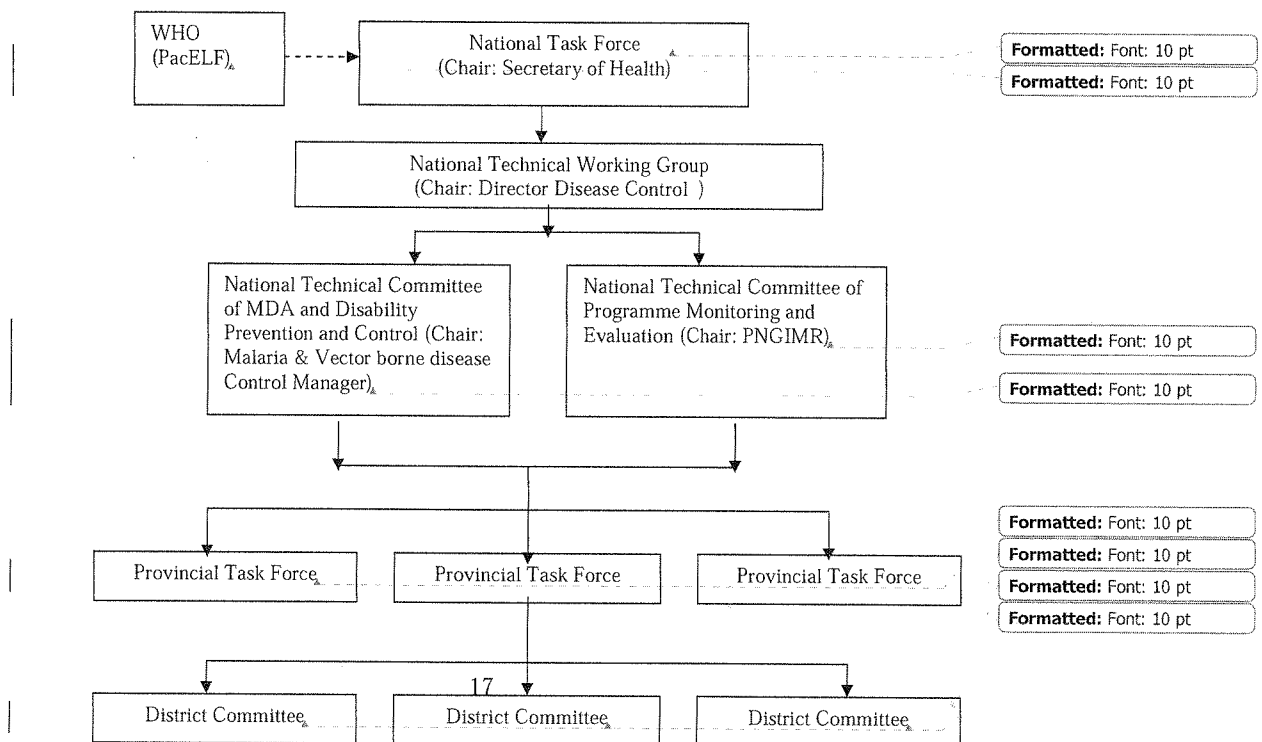 WHO
(PacELF)
National Task Force
(Chair: Secretary of Health)
Formatted: Font: 10 pt
Formatted: Font: 10 pt
National Technical Working Group
(Chair: Director Disease Control )
National Technical Committee
of MDA and Disability
Prevention and Control (Chair:
Malaria & Vector borne disease
Control Manager)
National Technical Committee of
Programme Monitoring and
Evaluation (Chair: PNGIMR)
Formatted: Font: 10 pt
Formatted: Font: 10 pt
Provincial Task Force
Provincial Task Force
Provincial Task Force
Formatted: Font: 10 pt
Formatted: Font: 10 pt
Formatted: Font: 10 pt
Formatted: Font: 10 pt
17
District Committee
District Committee
District Committee